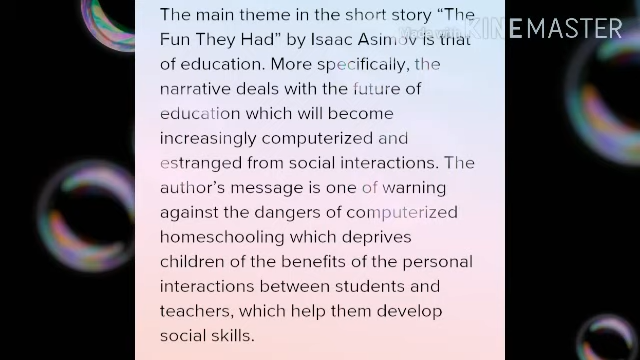 The main theme in the short story “The
Made with KINEMASTER
Fun They Had” by Isaac Asimov is that
of education. More specifically, the
narrative deals with the future of
education which will become
increasingly computerized and
estranged from social interactions. The
author’s message is one of warning
against the dangers of computerized
homeschooling which deprives
children of the benefits of the personal
interactions between students and
teachers, which help them develop
social skills.